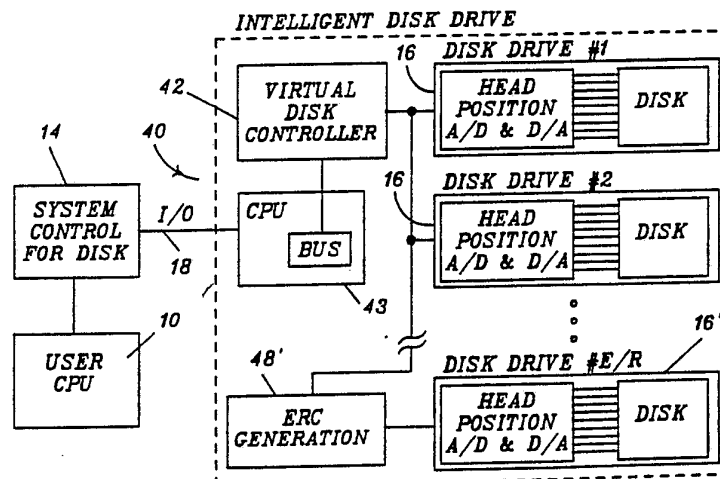 INTELLIGENT DISK DRIVE
DISK DRIVE #1
16
HEAD
POSITION
A/D & D/A
DISK
42
VIRTUAL
DISK
CONTROLLER
14
40
SYSTEM
CONTROL
FOR DISK
I/O
18
CPU
BUS
43
DISK DRIVE #2
16
HEAD
POSITION
A/D & D/A
DISK
10
USER
CPU
48'
ERC
GENERATION
DISK DRIVE #E/R
16'
HEAD
POSITION
A/D & D/A
DISK